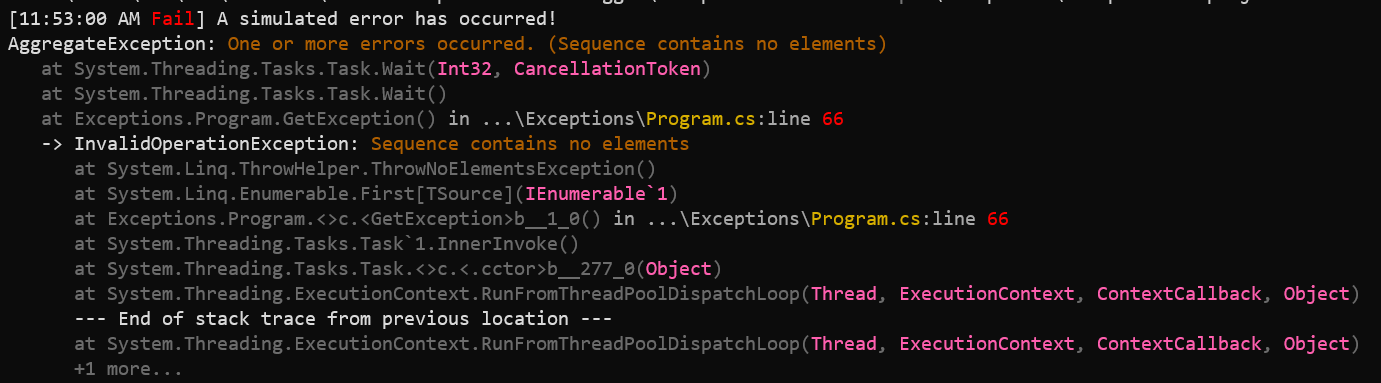 [11:53:00 AM Fail] A simulated error has occurred!
AggregateException: One or more errors occurred. (Sequence contains no elements)
at System.Threading.Tasks.Task.Wait(Int32, CancellationToken)
at System.Threading.Tasks.Task.Wait()
at Exceptions.Program.GetException() in ...\Exceptions\Program.cs:line 66
-> InvalidOperationException: Sequence contains no elements
at System.Linq.ThrowHelper.ThrowNoElementsException()
at System.Linq.Enumerable.First[TSource](IEnumerable`1)
at Exceptions.Program.<>c.<GetException>b__1_0() in ...\Exceptions\Program.cs:line 66
at System.Threading.Tasks.Task`1.InnerInvoke()
at System.Threading.Tasks.Task.<>c.<.cctor>b__277_0(Object)
at System.Threading.ExecutionContext.RunFromThreadPoolDispatchLoop(Thread, ExecutionContext, ContextCallback, Object)
--- End of stack trace from previous location ---
at System.Threading.ExecutionContext.RunFromThreadPoolDispatchLoop(Thread, ExecutionContext, ContextCallback, Object)
+1 more...